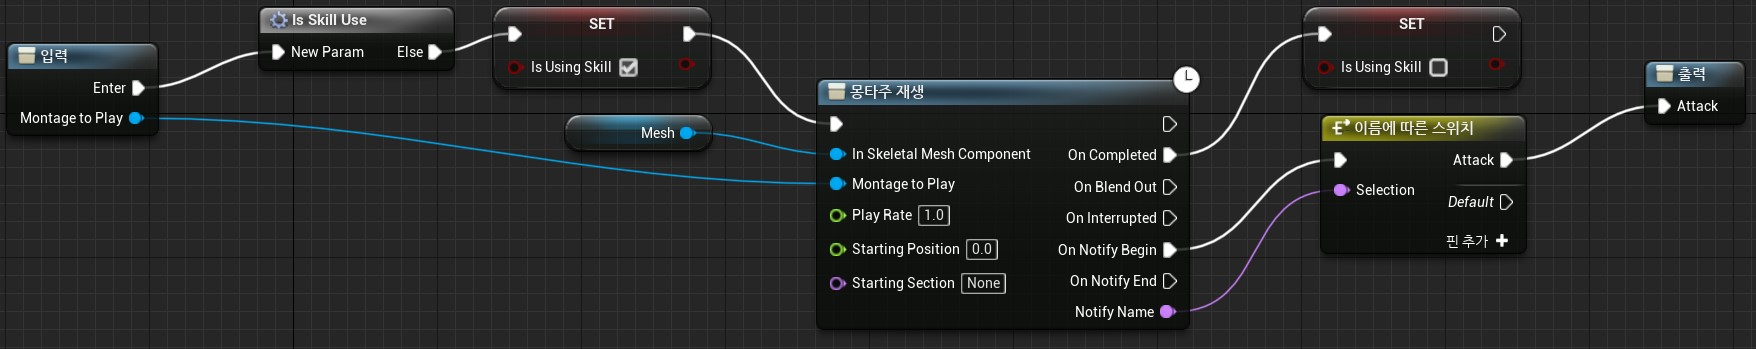 입력
Enter
Montage to Play
Is Skill Use
New Param
Else
SET
Is Using Skill
Mesh
몽타주 재생
In Skeletal Mesh Component
Montage to Play
Play Rate 1.0
Starting Position 0.0
Starting Section None
On Completed
On Blend Out
On Interrupted
On Notify Begin
On Notify End
Notify Name
SET
Is Using Skill
이름에 따른 스위치
Attack
Selection
Default
핀 추가
출력
Attack